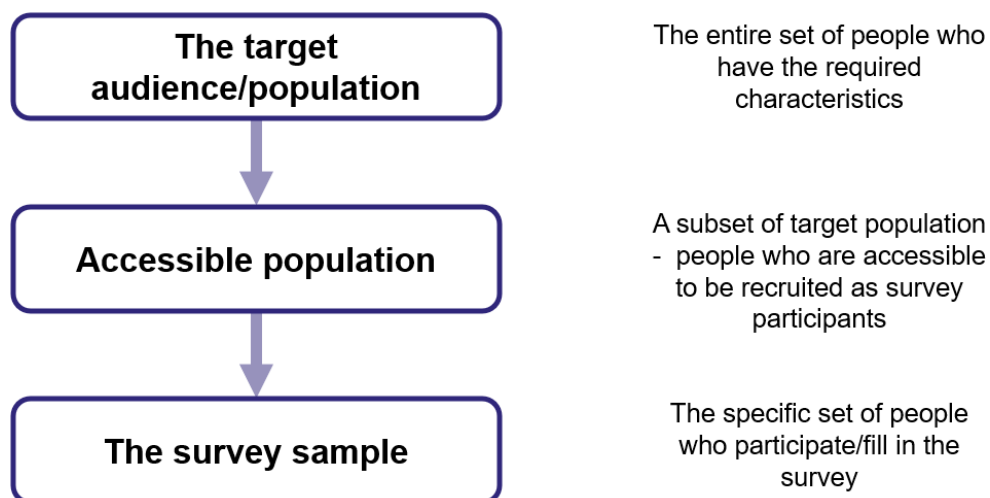 The target
audience/population
The entire set of people who
have the required
characteristics
Accessible population
A subset of target population
- people who are accessible
to be recruited as survey
participants
The survey sample
The specific set of people
who participate/fill in the
survey